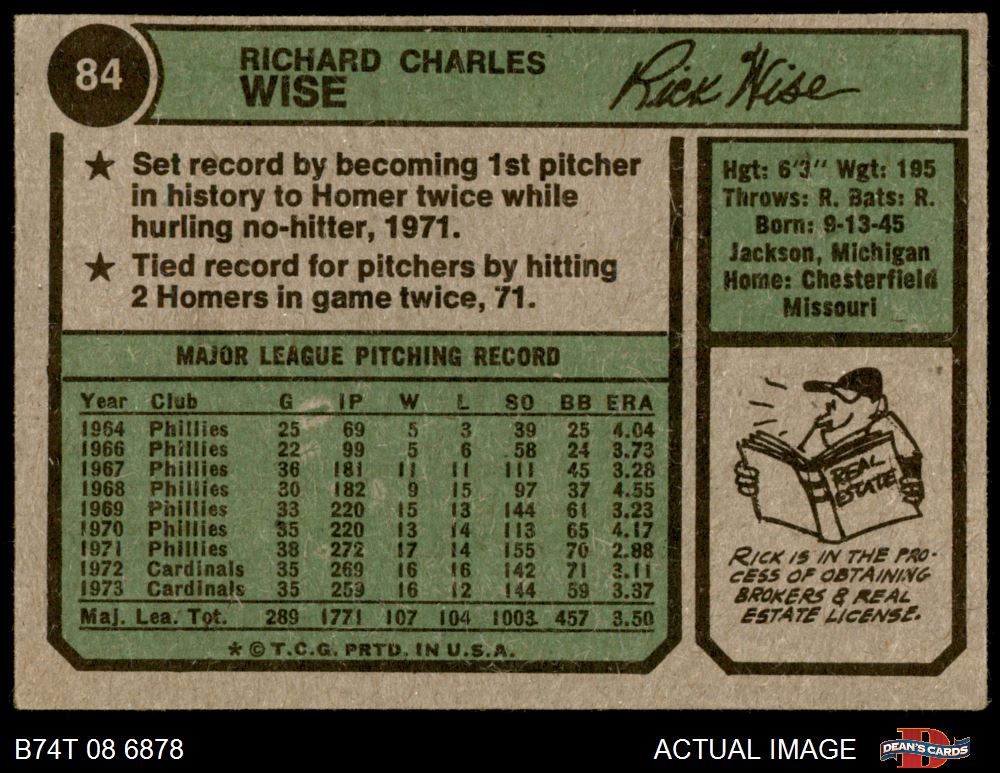 84
RICHARD CHARLES
WISE
Rick Wise
★ Set record by becoming 1st pitcher
in history to Homer twice while
hurling no-hitter, 1971.
★ Tied record for pitchers by hitting
2 Homers in game twice, 71.
Hgt: 6'3" Wgt: 195
Throws: R. Bats: R.
Born: 9-13-45
Jackson, Michigan
Home: Chesterfield
Missouri
MAJOR LEAGUE PITCHING RECORD
Year Club G IP W L SO BB ERA
1964 Phillies 25 69 5 3 39 25 4.04
1966 Phillies 22 99 5 6 58 24 3.73
1967 Phillies 36 181 11 11 111 45 3.28
1968 Phillies 30 182 9 15 97 37 4.55
1969 Phillies 33 220 15 13 144 61 3.23
1970 Phillies 35 220 13 14 113 65 4.17
1971 Phillies 38 272 17 14 155 70 2.88
1972 Cardinals 35 269 16 16 142 71 3.11
1973 Cardinals 35 259 16 12 144 59 3.37
Maj. Lea. Tot. 289 1771 107 104 1003 457 3.50
* © T.C.G. PRTD. IN U.S.A.
REAL
ESTATE
RICK IS IN THE PRO-
CESS OF OBTAINING
BROKERS & REAL
ESTATE LICENSE.
B74T 08 6878
ACTUAL IMAGE
DEAN'S CARDS